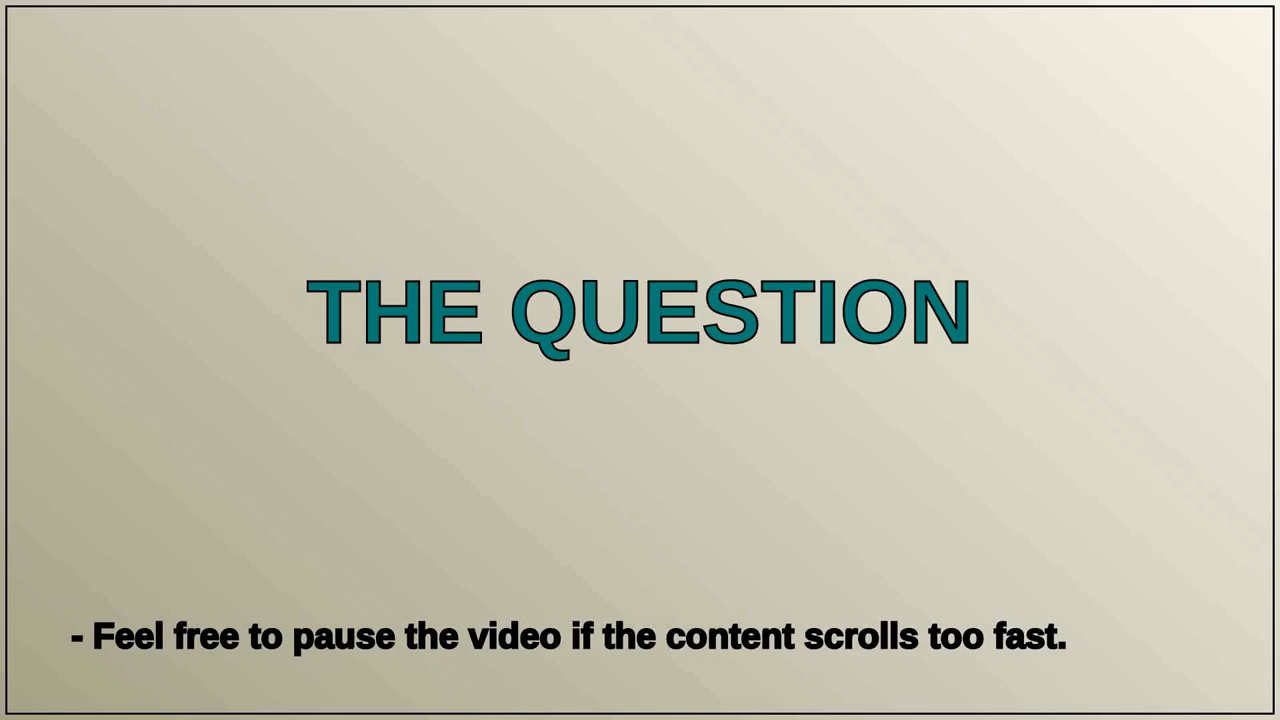 THE QUESTION
- Feel free to pause the video if the content scrolls too fast.